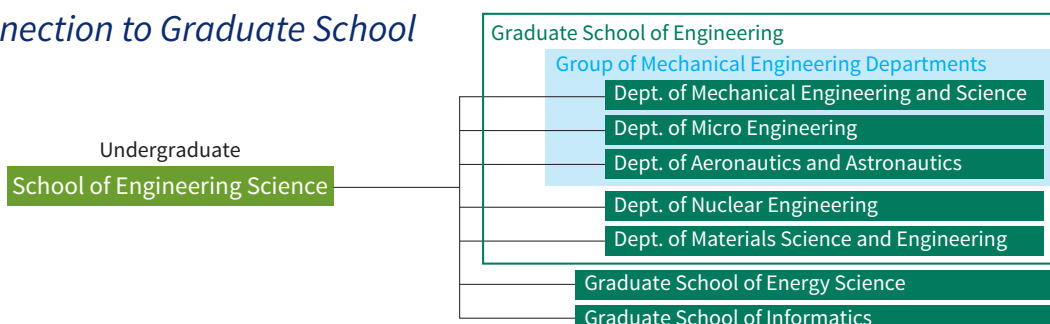 nection to Graduate School
Graduate School of Engineering
Group of Mechanical Engineering Departments
Dept. of Mechanical Engineering and Science
Dept. of Micro Engineering
Dept. of Aeronautics and Astronautics
Undergraduate
School of Engineering Science
Dept. of Nuclear Engineering
Dept. of Materials Science and Engineering
Graduate School of Energy Science
Graduate School of Informatics